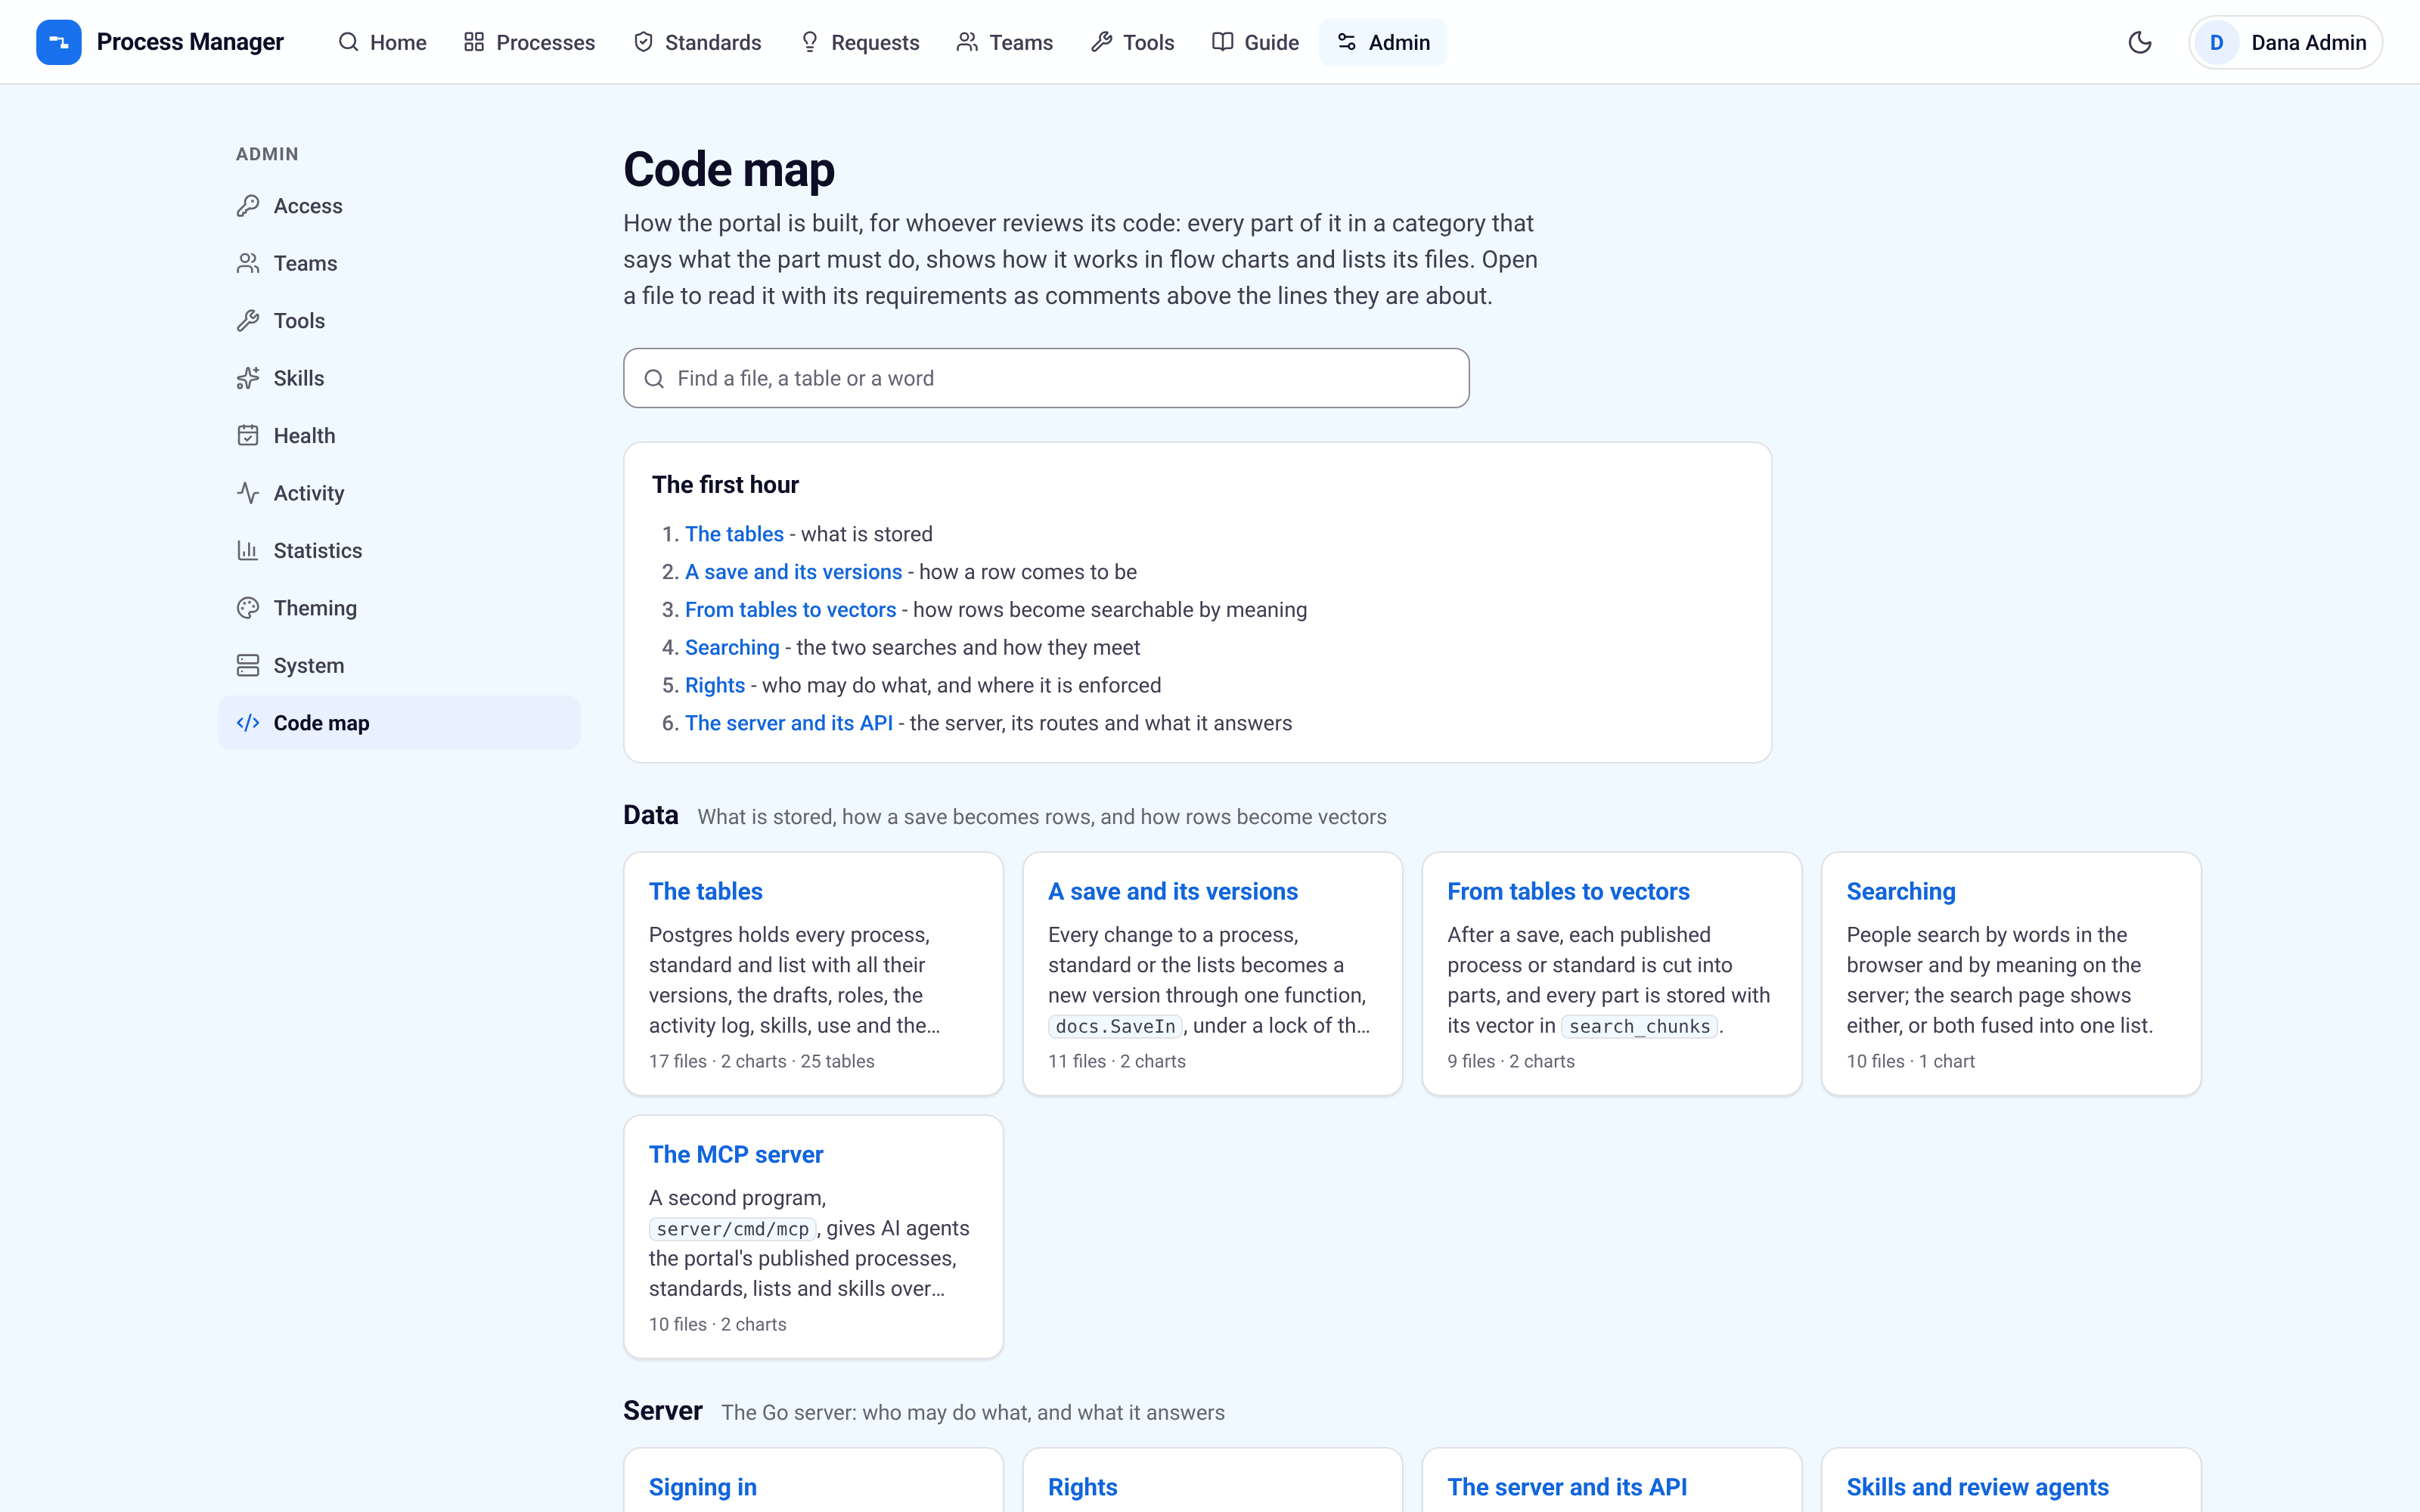 Process Manager
Home
Processes
Standards
Requests
Teams
Tools
Guide
Admin
D
Dana Admin
ADMIN
Access
Teams
Tools
Skills
Health
Activity
Statistics
Theming
System
Code map
Code map
How the portal is built, for whoever reviews its code: every part of it in a category that
says what the part must do, shows how it works in flow charts and lists its files. Open
a file to read it with its requirements as comments above the lines they are about.
Find a file, a table or a word
The first hour
1. The tables - what is stored
2. A save and its versions - how a row comes to be
3. From tables to vectors - how rows become searchable by meaning
4. Searching - the two searches and how they meet
5. Rights - who may do what, and where it is enforced
6. The server and its API - the server, its routes and what it answers
Data What is stored, how a save becomes rows, and how rows become vectors
The tables
Postgres holds every process,
standard and list with all their
versions, the drafts, roles, the
activity log, skills, use and the…
17 files · 2 charts · 25 tables
A save and its versions
Every change to a process,
standard or the lists becomes a
new version through one function,
docs.SaveIn, under a lock of th…
11 files · 2 charts
From tables to vectors
After a save, each published
process or standard is cut into
parts, and every part is stored with
its vector in search_chunks.
9 files · 2 charts
Searching
People search by words in the
browser and by meaning on the
server; the search page shows
either, or both fused into one list.
10 files · 1 chart
The MCP server
A second program,
server/cmd/mcp, gives AI agents
the portal's published processes,
standards, lists and skills over…
10 files · 2 charts
Server The Go server: who may do what, and what it answers
Signing in
Rights
The server and its API
Skills and review agents